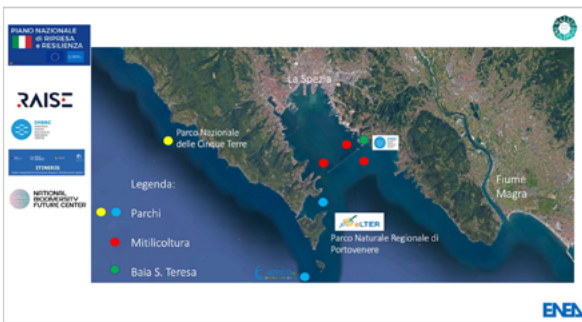 PIANO NAZIONALE
di RIPRESA
e RESILIENZA
RAISE
NATIONAL
BIODIVERSITY
FUTURE CENTER
La Spezia
Parco Nazionale
delle Cinque Terre
Fiume
Magra
Legenda:
Parchi
Mitilicoltura
Baia S. Teresa
eLTER
Parco Naturale Regionale di
Portovenere
ENEA